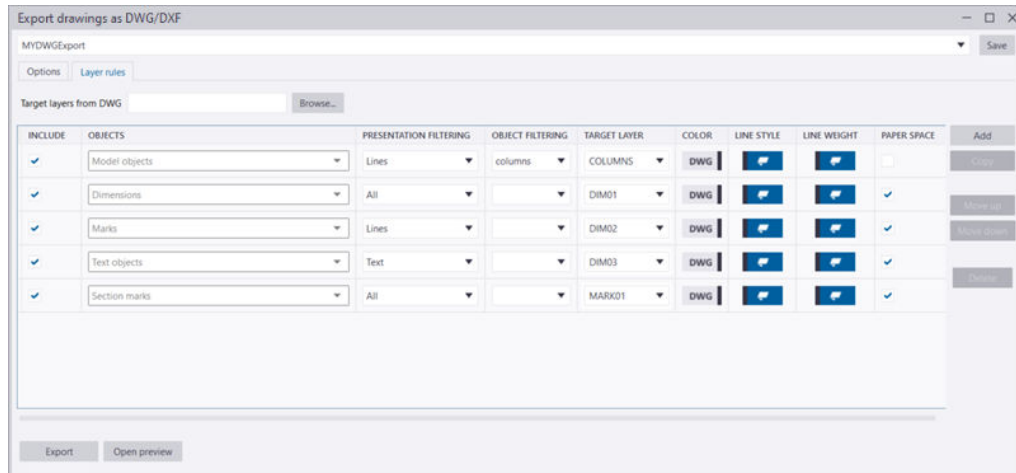 Export drawings as DWG/DXF
MYDWGExport Save
Options Layer rules
Target layers from DWG Browse...
INCLUDE OBJECTS PRESENTATION FILTERING OBJECT FILTERING TARGET LAYER COLOR LINE STYLE LINE WEIGHT PAPER SPACE Add
Model objects Lines columns COLUMNS DWG Copy
Dimensions All DIM01 DWG Move up
Marks Lines DIM02 DWG Move down
Text objects Text DIM03 DWG Delete
Section marks All MARK01 DWG
Export Open preview